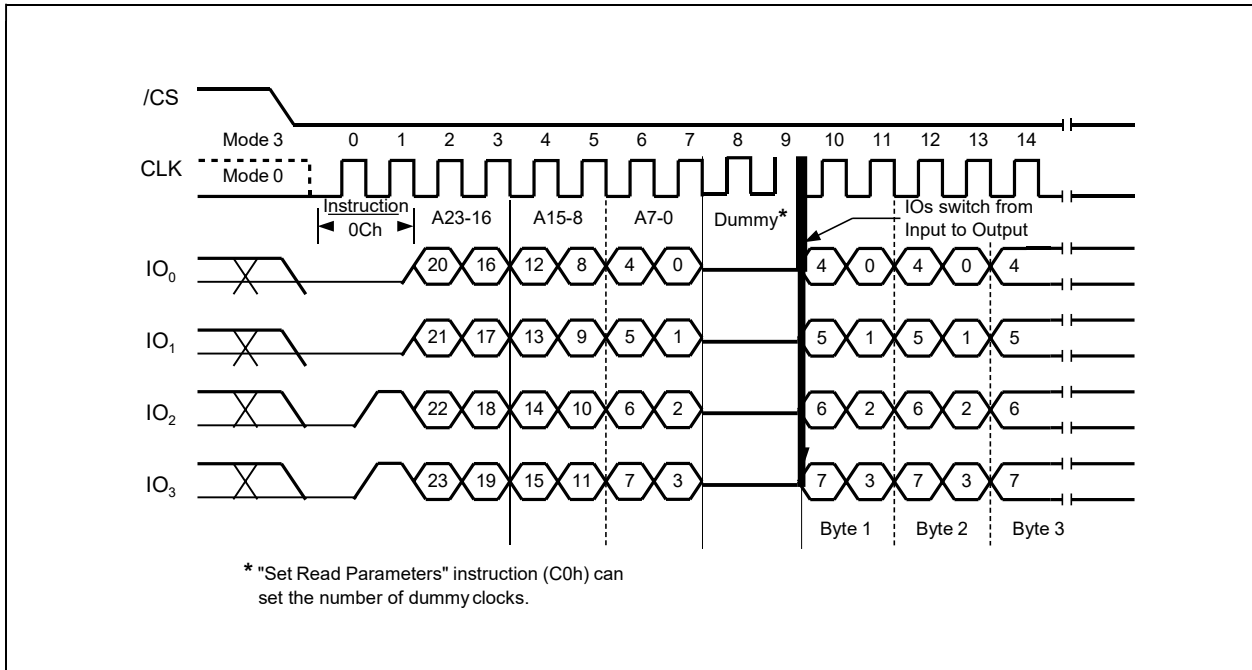 /CS
Mode 3 0 1 2 3 4 5 6 7 8 9 10 11 12 13 14
CLK
Mode 0
Instruction
0Ch
A23-16 A15-8 A7-0 Dummy*
IOs switch from
Input to Output
IO0 20 16 12 8 4 0 4 0 4 0 4
IO1 21 17 13 9 5 1 5 1 5 1 5
IO2 22 18 14 10 6 2 6 2 6 2 6
IO3 23 19 15 11 7 3 7 3 7 3 7
Byte 1 Byte 2 Byte 3
* "Set Read Parameters" instruction (C0h) can
set the number of dummy clocks.